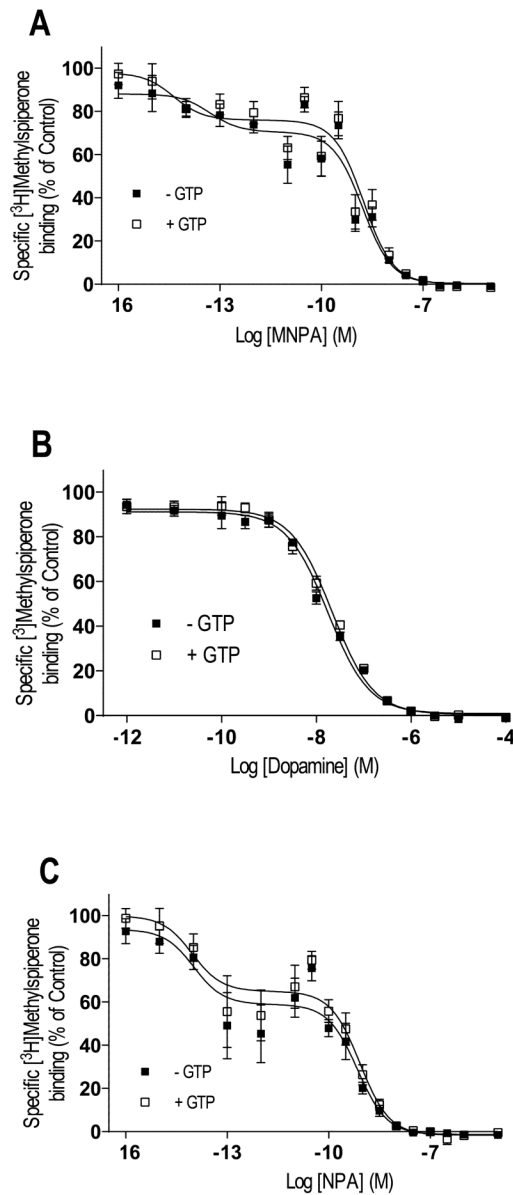 A
Specific [³H]Methylspiperone
binding (% of Control)
100
80
60
40
20
0
- GTP
+ GTP
16
-13
-10
-7
Log [MNPA] (M)
B
Specific [³]Methylspiperone
binding (% of Control)
100
80
60
40
20
0
- GTP
+ GTP
-12
-10
-8
-6
-4
Log [Dopamine] (M)
C
Specific [³H]Methylspiperone
binding (% of Control)
100
80
60
40
20
0
- GTP
+ GTP
16
-13
-10
-7
Log [NPA] (M)